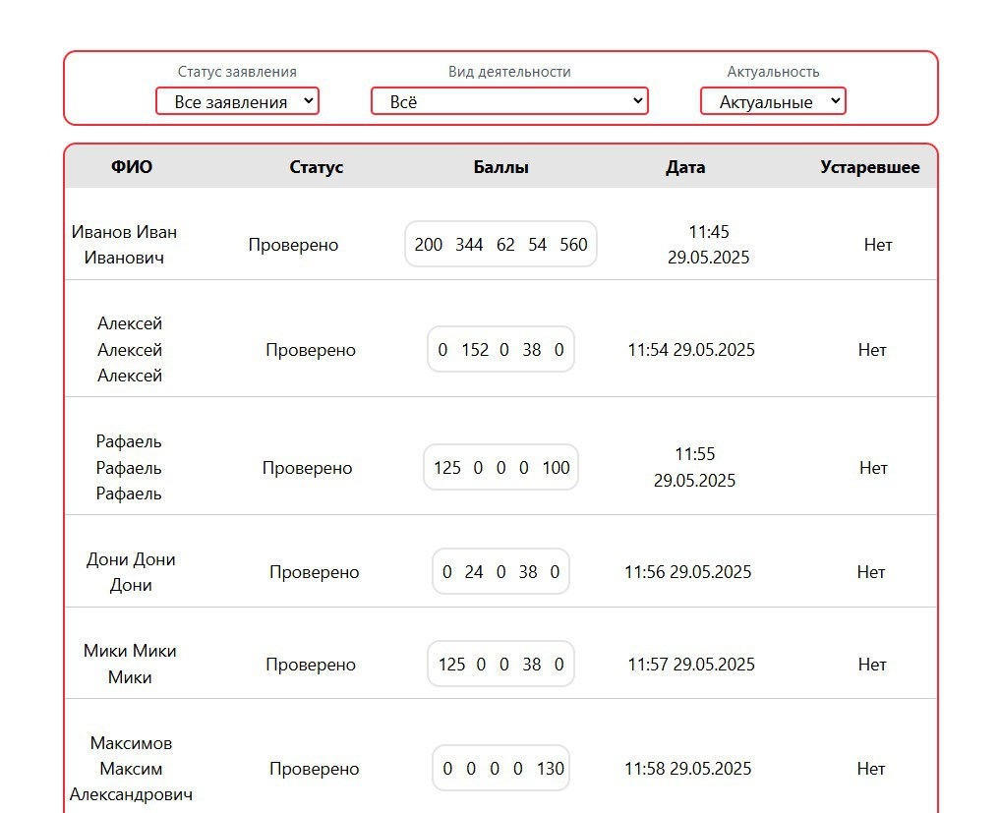 Статус заявления Вид деятельности Актуальность
Все заявления Всё Актуальные
ФИО Статус Баллы Дата Устаревшее
Иванов Иван
Иванович
Проверено
200 344 62 54 560
11:45
29.05.2025
Нет
Алексей
Алексей
Алексей
Проверено
0 152 0 38 0
11:54 29.05.2025
Нет
Рафаель
Рафаель
Рафаель
Проверено
125 0 0 0 100
11:55
29.05.2025
Нет
Дони Дони
Дони
Проверено
0 24 0 38 0
11:56 29.05.2025
Нет
Мики Мики
Мики
Проверено
125 0 0 38 0
11:57 29.05.2025
Нет
Максимов
Максим
Александрович
Проверено
0 0 0 0 130
11:58 29.05.2025
Нет